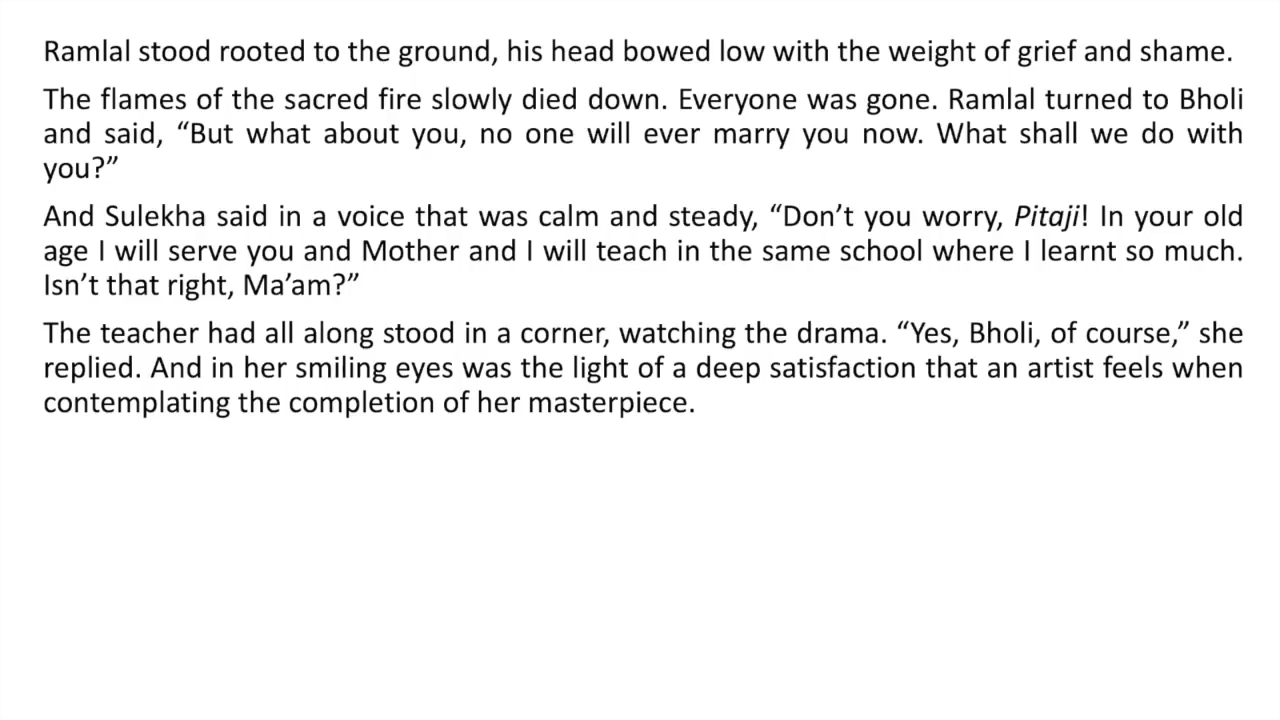 Ramlal stood rooted to the ground, his head bowed low with the weight of grief and shame.
The flames of the sacred fire slowly died down. Everyone was gone. Ramlal turned to Bholi
and said, “But what about you, no one will ever marry you now. What shall we do with
you?”
And Sulekha said in a voice that was calm and steady, “Don’t you worry, Pitaji! In your old
age I will serve you and Mother and I will teach in the same school where I learnt so much.
Isn’t that right, Ma’am?”
The teacher had all along stood in a corner, watching the drama. “Yes, Bholi, of course,” she
replied. And in her smiling eyes was the light of a deep satisfaction that an artist feels when
contemplating the completion of her masterpiece.